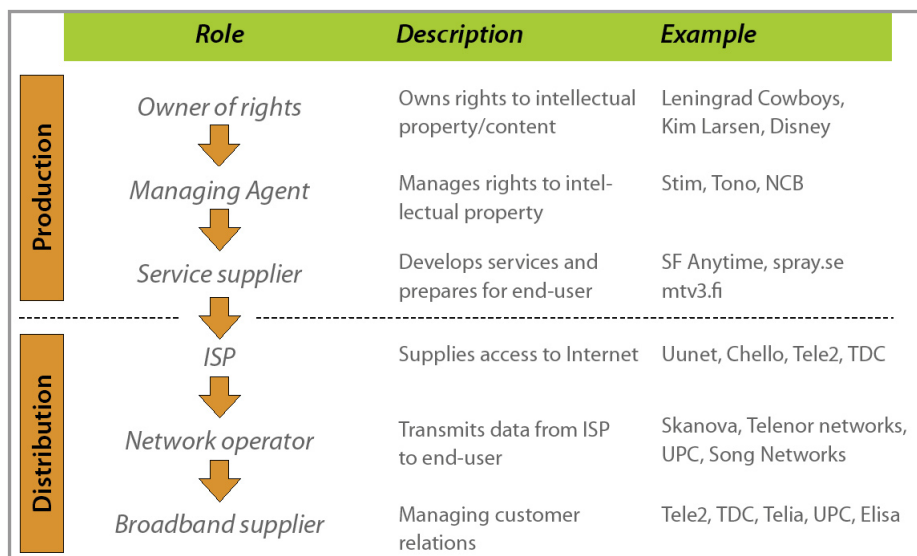 Role Description Example
Production
Owner of rights
Owns rights to intellectual
property/content
Leningrad Cowboys,
Kim Larsen, Disney
Managing Agent
Manages rights to intel-
lectual property
Stim, Tono, NCB
Service supplier
Develops services and
prepares for end-user
SF Anytime, spray.se
mtv3.fi
Distribution
ISP
Supplies access to Internet
Uunet, Chello, Tele2, TDC
Network operator
Transmits data from ISP
to end-user
Skanova, Telenor networks,
UPC, Song Networks
Broadband supplier
Managing customer
relations
Tele2, TDC, Telia, UPC, Elisa